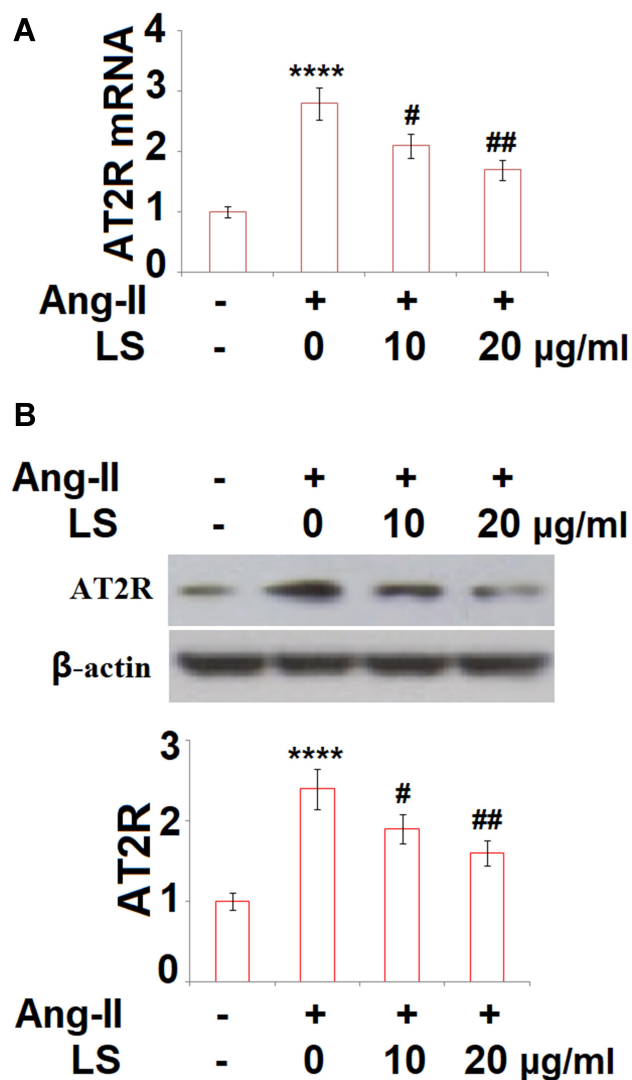 A
AT2R mRNA
4
3
2
1
0
****
#
##
Ang-II - + + +
LS - 0 10 20 µg/ml
B
Ang-II - + + +
LS - 0 10 20 µg/ml
AT2R
β-actin
AT2R
3
2
1
0
****
#
##
Ang-II - + + +
LS - 0 10 20 µg/ml